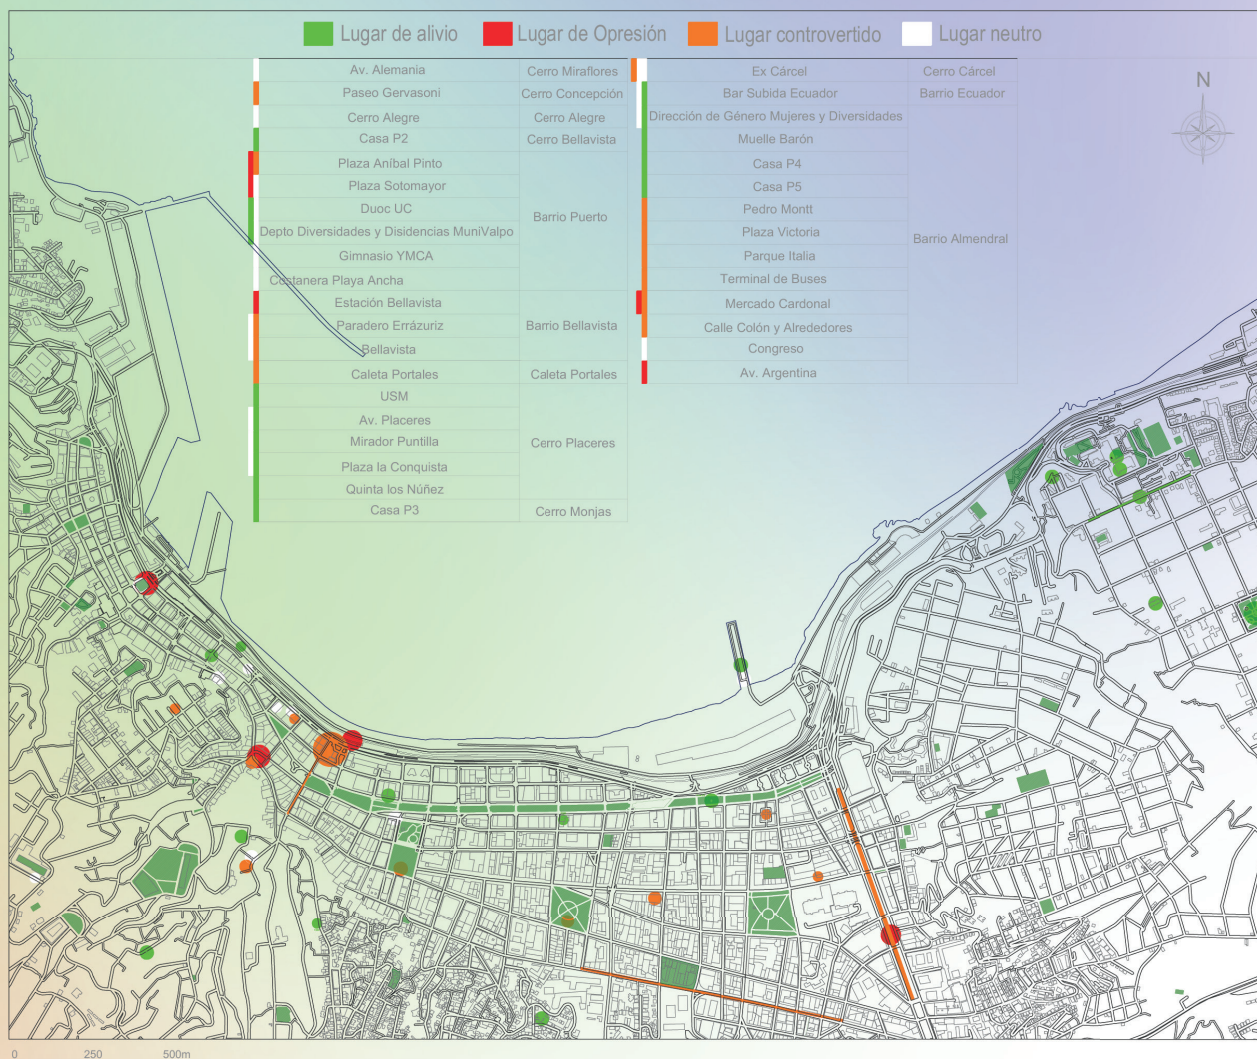 Lugar de alivio Lugar de Opresión Lugar controvertido Lugar neutro
Av. Alemania Cerro Miraflores
Paseo Gervasoni Cerro Concepción
Cerro Alegre Cerro Alegre
Casa P2 Cerro Bellavista
Plaza Aníbal Pinto
Plaza Sotomayor
Duoc UC
Barrio Puerto
Depto Diversidades y Disidencias MuniValpo
Gimnasio YMCA
Costanera Playa Ancha
Estación Bellavista
Paradero Errázuriz Barrio Bellavista
Bellavista
Caleta Portales Caleta Portales
USM
Av. Placeres
Mirador Puntilla Cerro Placeres
Plaza la Conquista
Quinta los Núñez
Casa P3 Cerro Monjas
Ex Cárcel Cerro Cárcel
Bar Subida Ecuador Barrio Ecuador
Dirección de Género Mujeres y Diversidades
Muelle Barón
Casa P4
Casa P5
Pedro Montt
Plaza Victoria
Barrio Almendral
Parque Italia
Terminal de Buses
Mercado Cardonal
Calle Colón y Alrededores
Congreso
Av. Argentina
N
8
0 250 500m